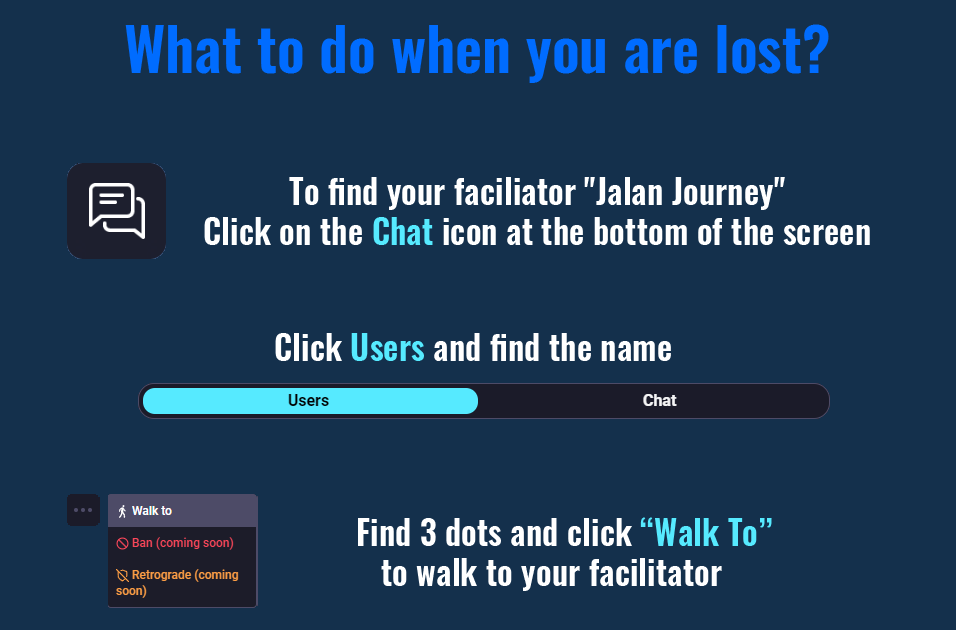 What to do when you are lost?
To find your faciliator "Jalan Journey"
Click on the Chat icon at the bottom of the screen
Click Users and find the name
Users Chat
Walk to
Ban (coming soon)
Retrograde (coming
soon)
Find 3 dots and click “Walk To”
to walk to your facilitator